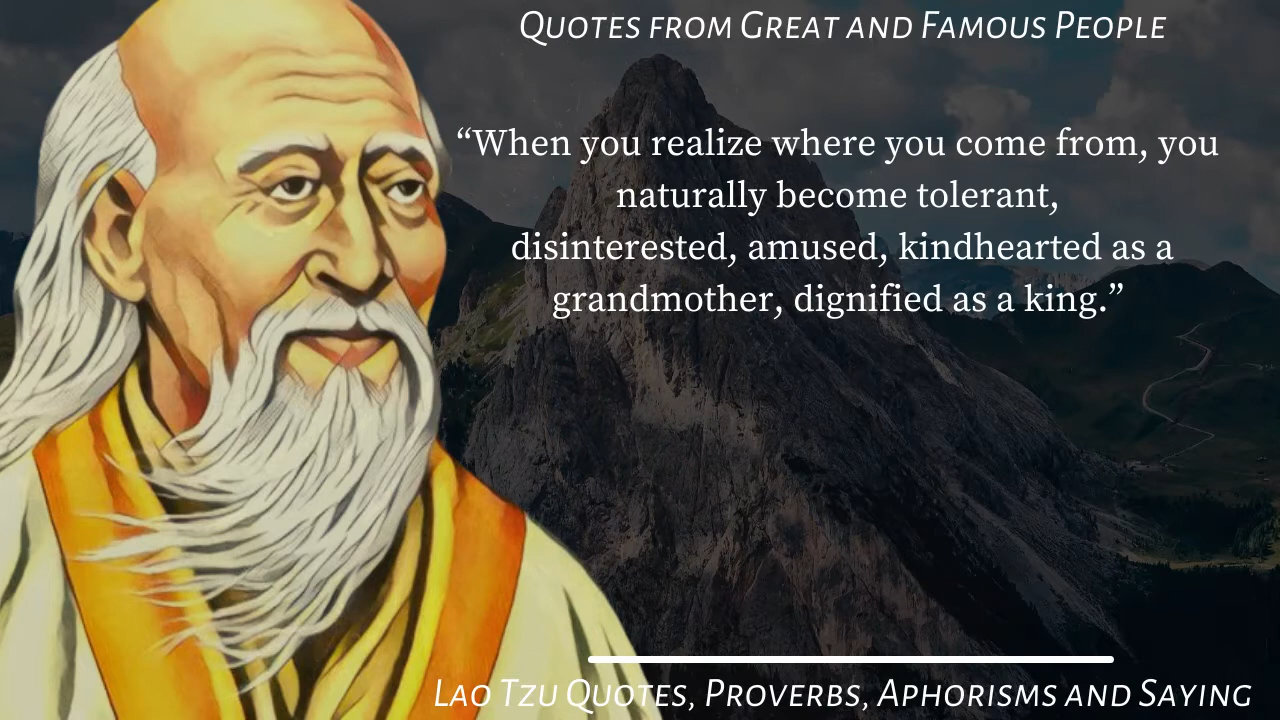 Quotes from Great and Famous People
“When you realize where you come from, you
naturally become tolerant,
disinterested, amused, kindhearted as a
grandmother, dignified as a king.”
Lao Tzu Quotes, Proverbs, Aphorisms and Saying